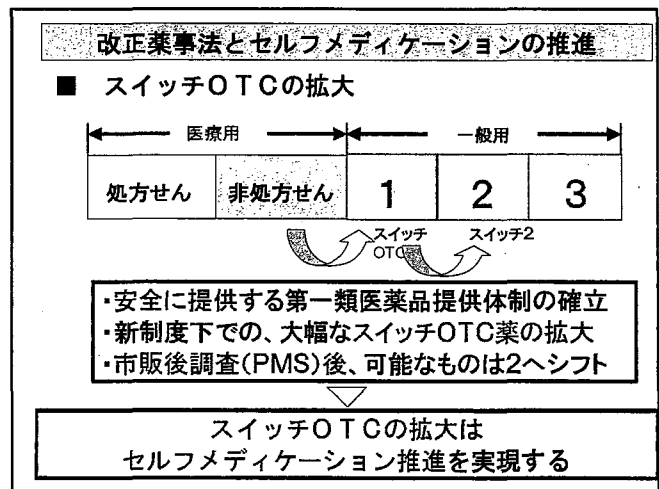 改正薬事法とセルフメディケーションの推進
■ スイッチOTCの拡大
医療用 一般用
処方せん 非処方せん 1 2 3
スイッチOTC スイッチ2
・安全に提供する第一類医薬品提供体制の確立
・新制度下での、大幅なスイッチOTC薬の拡大
・市販後調査(PMS)後、可能なものは2へシフト
スイッチOTCの拡大は
セルフメディケーション推進を実現する